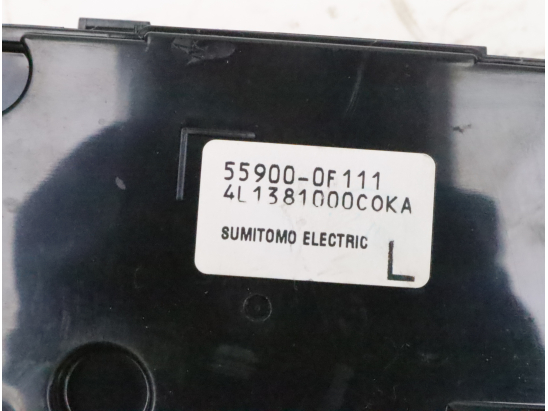 55900-0F111
4L1381000C0KA
SUMITOMO ELECTRIC
L